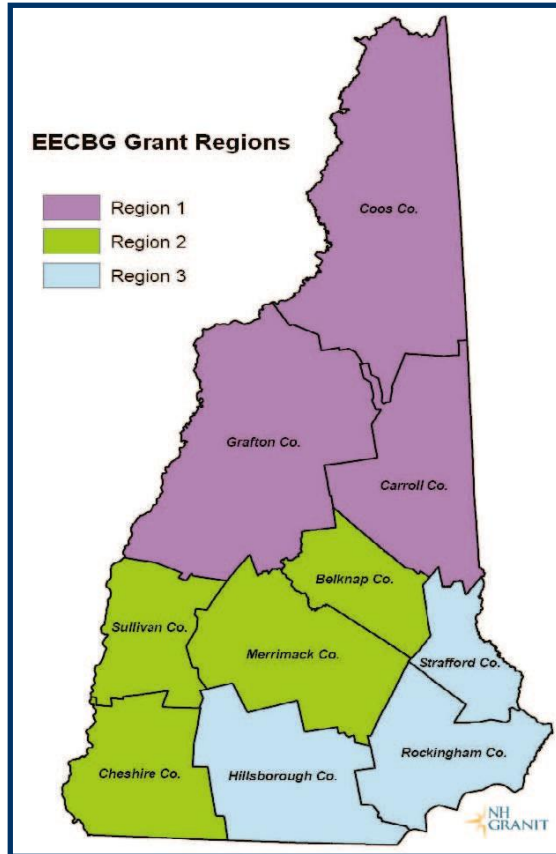 EECBG Grant Regions
Region 1
Region 2
Region 3
Coos Co.
Grafton Co.
Carroll Co.
Belknap Co.
Sullivan Co.
Merrimack Co.
Strafford Co.
Rockingham Co.
Cheshire Co.
Hillsborough Co.
NH
GRANIT